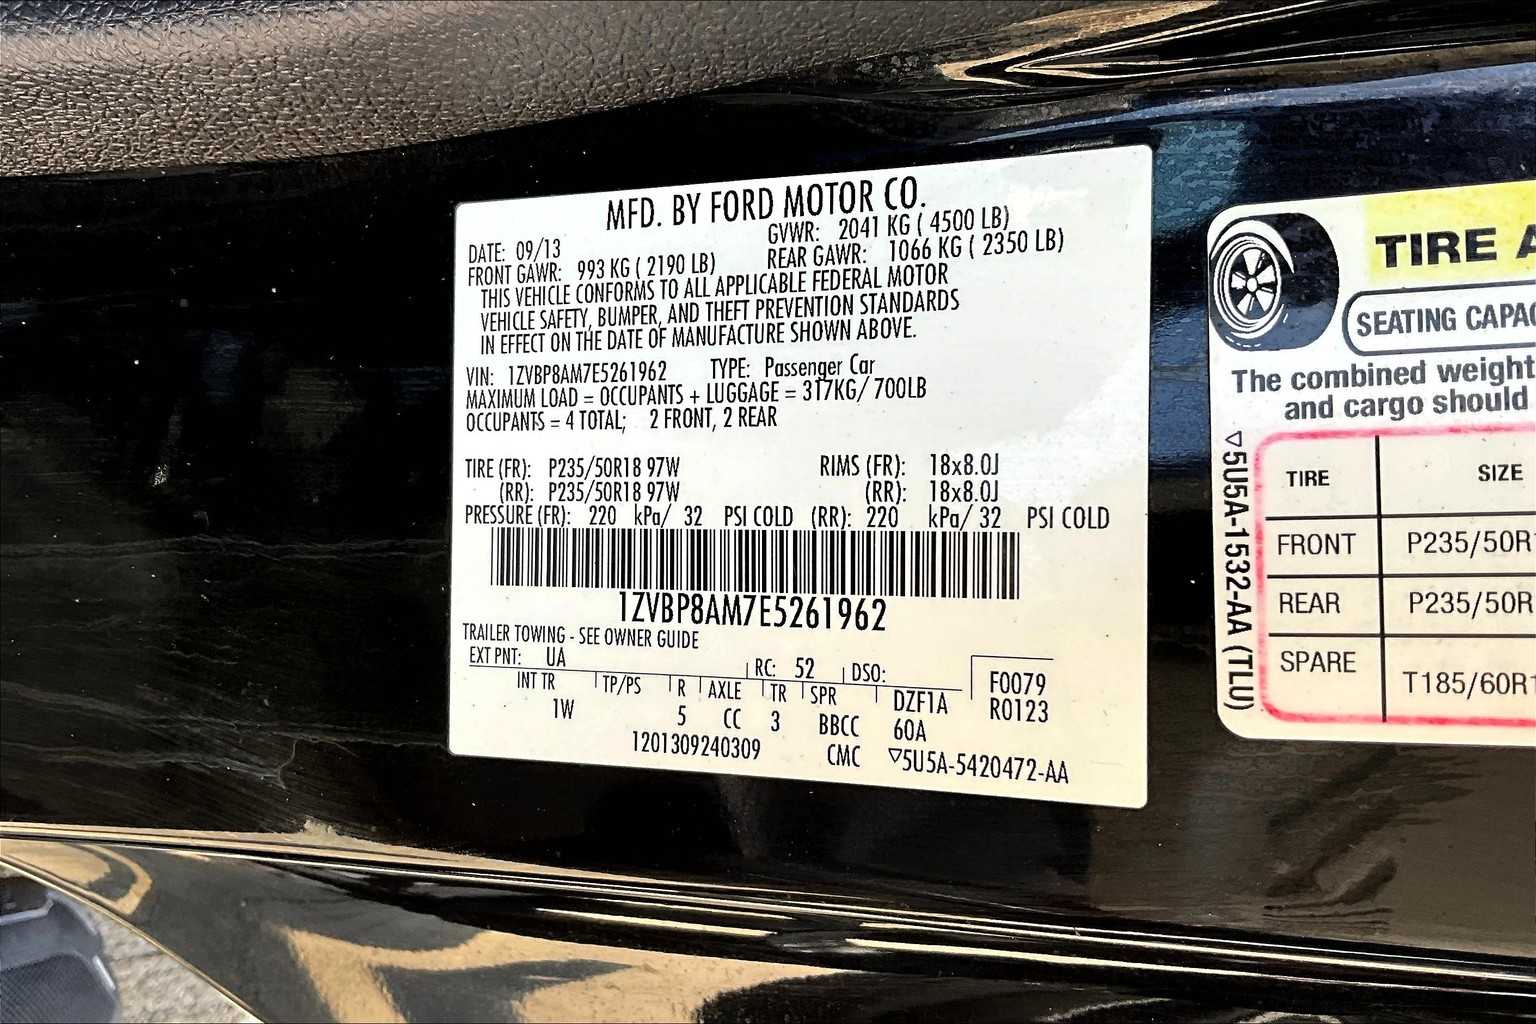 MFD. BY FORD MOTOR CO.
DATE: 09/13 GVWR: 2041 KG ( 4500 LB)
FRONT GAWR: 993 KG ( 2190 LB) REAR GAWR: 1066 KG ( 2350 LB)
THIS VEHICLE CONFORMS TO ALL APPLICABLE FEDERAL MOTOR
VEHICLE SAFETY, BUMPER, AND THEFT PREVENTION STANDARDS
IN EFFECT ON THE DATE OF MANUFACTURE SHOWN ABOVE.
VIN: 1ZVBP8AM7E5261962 TYPE: Passenger Car
MAXIMUM LOAD = OCCUPANTS + LUGGAGE = 317KG/ 700LB
OCCUPANTS = 4 TOTAL; 2 FRONT, 2 REAR
TIRE (FR): P235/50R18 97W RIMS (FR): 18x8.0J
(RR): P235/50R18 97W (RR): 18x8.0J
PRESSURE (FR): 220 kPa/ 32 PSI COLD (RR): 220 kPa/ 32 PSI COLD
1ZVBP8AM7E5261962
TRAILER TOWING - SEE OWNER GUIDE
EXT PNT: UA RC: 52 DSO:
INT TR TP/PS R AXLE TR SPR DZF1A
1W 5 CC 3 BBCC 60A
F0079
R0123
1201309240309 CMC ▽5U5A-5420472-AA
TIRE A
SEATING CAPAC
The combined weight
and cargo should
▽5U5A-1532-AA (TLU)
TIRE SIZE
FRONT P235/50R1
REAR P235/50R
SPARE T185/60R1